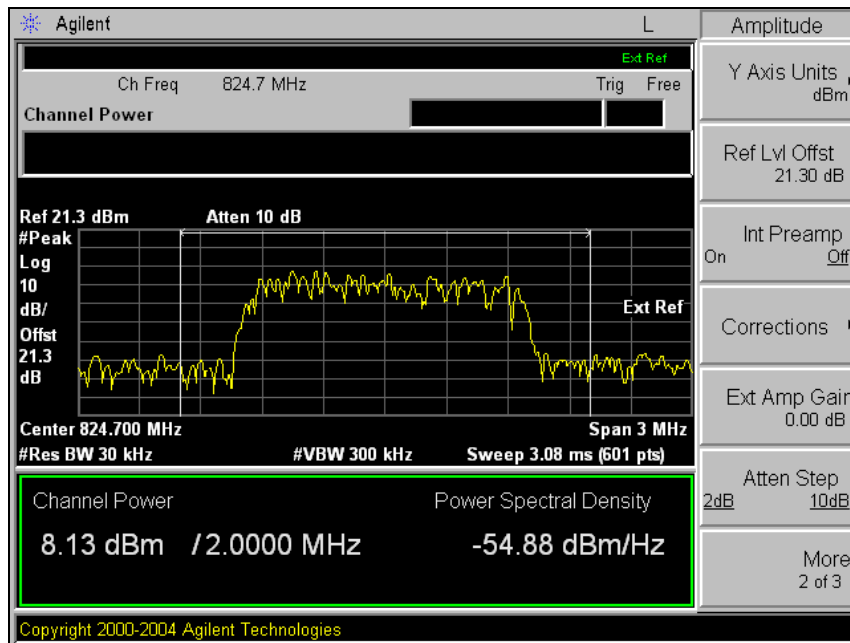 Agilent L
Ext Ref
Ch Freq 824.7 MHz Trig Free
Channel Power
Ref 21.3 dBm Atten 10 dB
#Peak
Log
10
dB/
Offst
21.3
dB
Ext Ref
Center 824.700 MHz Span 3 MHz
#Res BW 30 kHz #VBW 300 kHz Sweep 3.08 ms (601 pts)
Channel Power Power Spectral Density
8.13 dBm /2.0000 MHz -54.88 dBm/Hz
Copyright 2000-2004 Agilent Technologies
Amplitude
Y Axis Units
dBm
Ref Lvl Offst
21.30 dB
Int Preamp
On Off
Corrections
Ext Amp Gain
0.00 dB
Atten Step
2dB 10dB
More
2 of 3